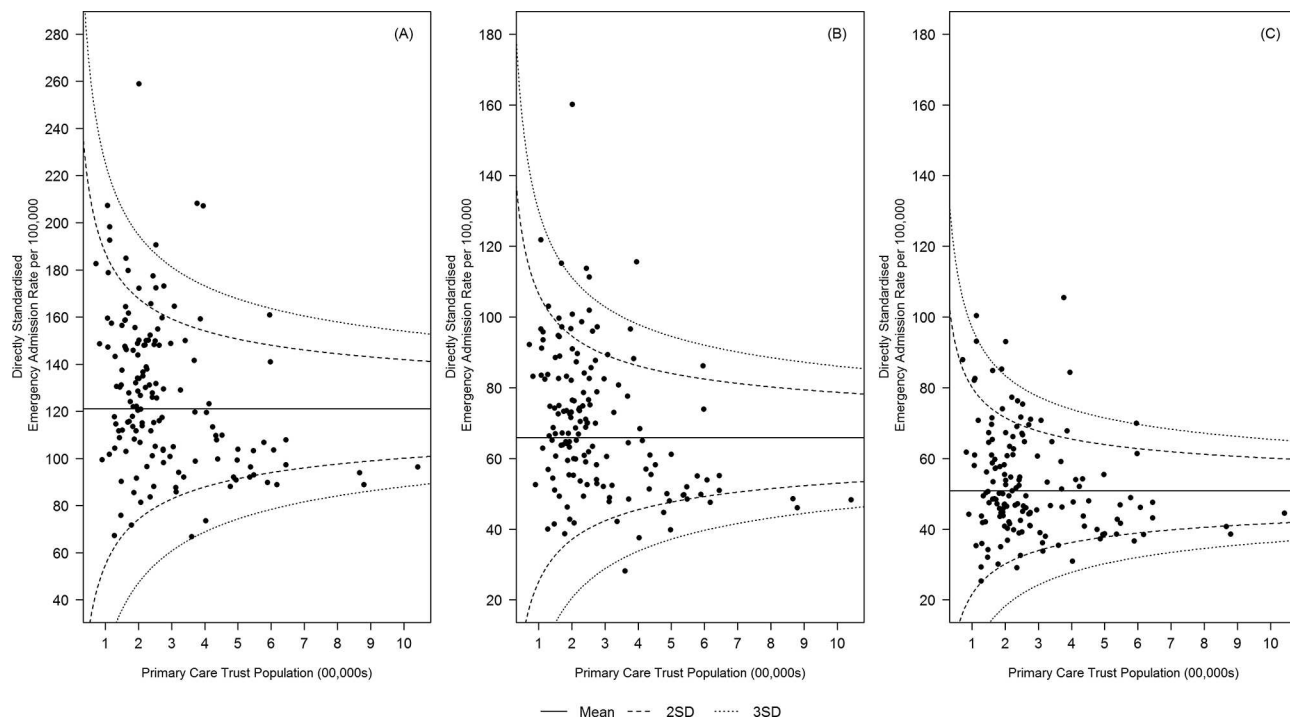 (A)
280
260
240
220
200
180
160
140
120
100
80
60
40
Directly Standardised
Emergency Admission Rate per 100,000
1 2 3 4 5 6 7 8 9 10
Primary Care Trust Population (00,000s)
(B)
180
160
140
120
100
80
60
40
20
Directly Standardised
Emergency Admission Rate per 100,000
1 2 3 4 5 6 7 8 9 10
Primary Care Trust Population (00,000s)
(C)
180
160
140
120
100
80
60
40
20
Directly Standardised
Emergency Admission Rate per 100,000
1 2 3 4 5 6 7 8 9 10
Primary Care Trust Population (00,000s)
Mean 2SD 3SD